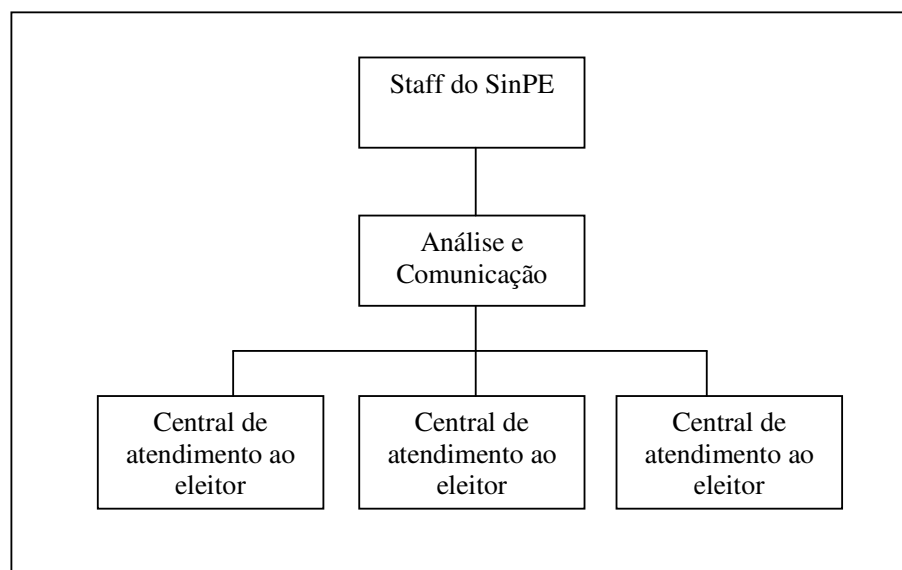 Staff do SinPE
Análise e
Comunicação
Central de
atendimento ao
eleitor
Central de
atendimento ao
eleitor
Central de
atendimento ao
eleitor